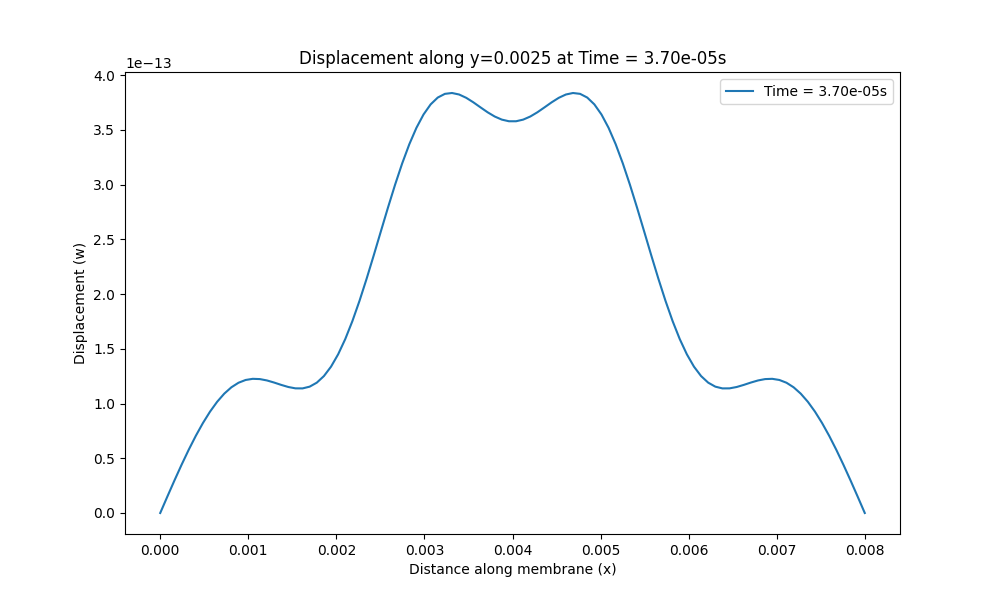 Displacement along y=0.0025 at Time = 3.70e-05s
1e−13
Time = 3.70e-05s
4.0
3.5
3.0
2.5
2.0
1.5
1.0
0.5
0.0
Displacement (w)
0.000 0.001 0.002 0.003 0.004 0.005 0.006 0.007 0.008
Distance along membrane (x)